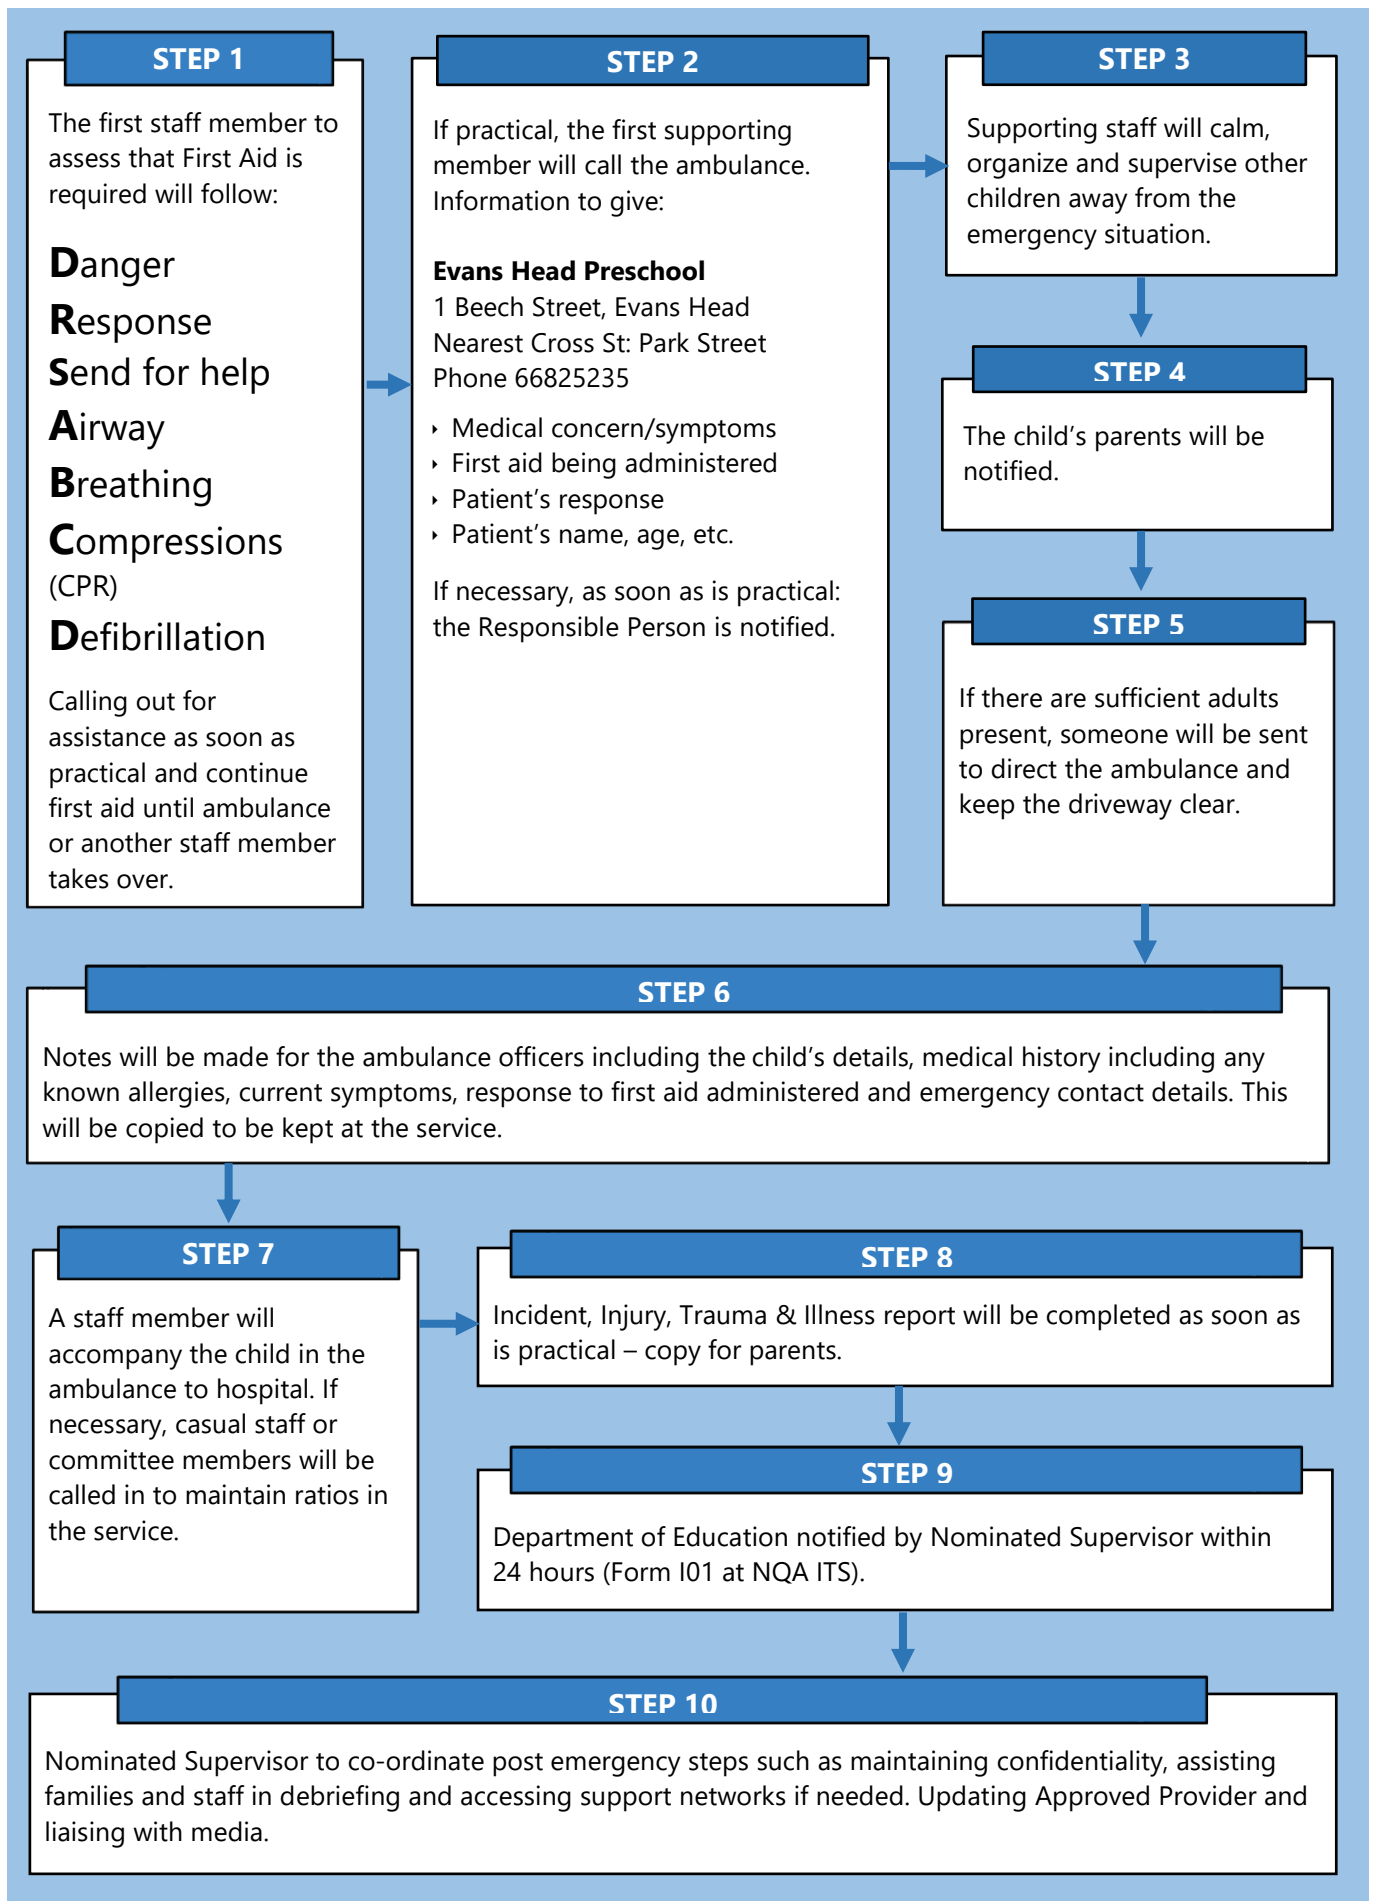 STEP 1
The first staff member to
assess that First Aid is
required will follow:
Danger
Response
Send for help
Airway
Breathing
Compressions
(CPR)
Defibrillation
Calling out for
assistance as soon as
practical and continue
first aid until ambulance
or another staff member
takes over.
STEP 2
If practical, the first supporting
member will call the ambulance.
Information to give:
Evans Head Preschool
1 Beech Street, Evans Head
Nearest Cross St: Park Street
Phone 66825235
‣ Medical concern/symptoms
‣ First aid being administered
‣ Patient’s response
‣ Patient’s name, age, etc.
If necessary, as soon as is practical:
the Responsible Person is notified.
STEP 3
Supporting staff will calm,
organize and supervise other
children away from the
emergency situation.
STEP 4
The child’s parents will be
notified.
STEP 5
If there are sufficient adults
present, someone will be sent
to direct the ambulance and
keep the driveway clear.
STEP 6
Notes will be made for the ambulance officers including the child’s details, medical history including any
known allergies, current symptoms, response to first aid administered and emergency contact details. This
will be copied to be kept at the service.
STEP 7
A staff member will
accompany the child in the
ambulance to hospital. If
necessary, casual staff or
committee members will be
called in to maintain ratios in
the service.
STEP 8
Incident, Injury, Trauma & Illness report will be completed as soon as
is practical – copy for parents.
STEP 9
Department of Education notified by Nominated Supervisor within
24 hours (Form I01 at NQA ITS).
STEP 10
Nominated Supervisor to co-ordinate post emergency steps such as maintaining confidentiality, assisting
families and staff in debriefing and accessing support networks if needed. Updating Approved Provider and
liaising with media.